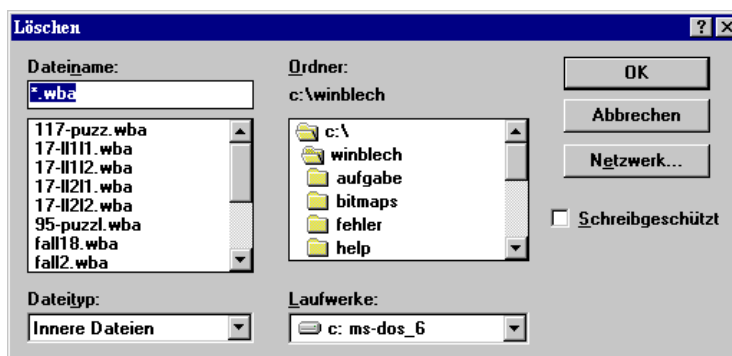 Löschen
Dateiname:
*.wba
117-puzz.wba
17-ll1l1.wba
17-ll1l2.wba
17-ll2l1.wba
17-ll2l2.wba
95-puzzl.wba
fall18.wba
fall2.wba
Dateityp:
Innere Dateien
Ordner:
c:\winblech
c:\
winblech
aufgabe
bitmaps
fehler
help
Laufwerke:
c: ms-dos_6
OK
Abbrechen
Netzwerk...
Schreibgeschützt